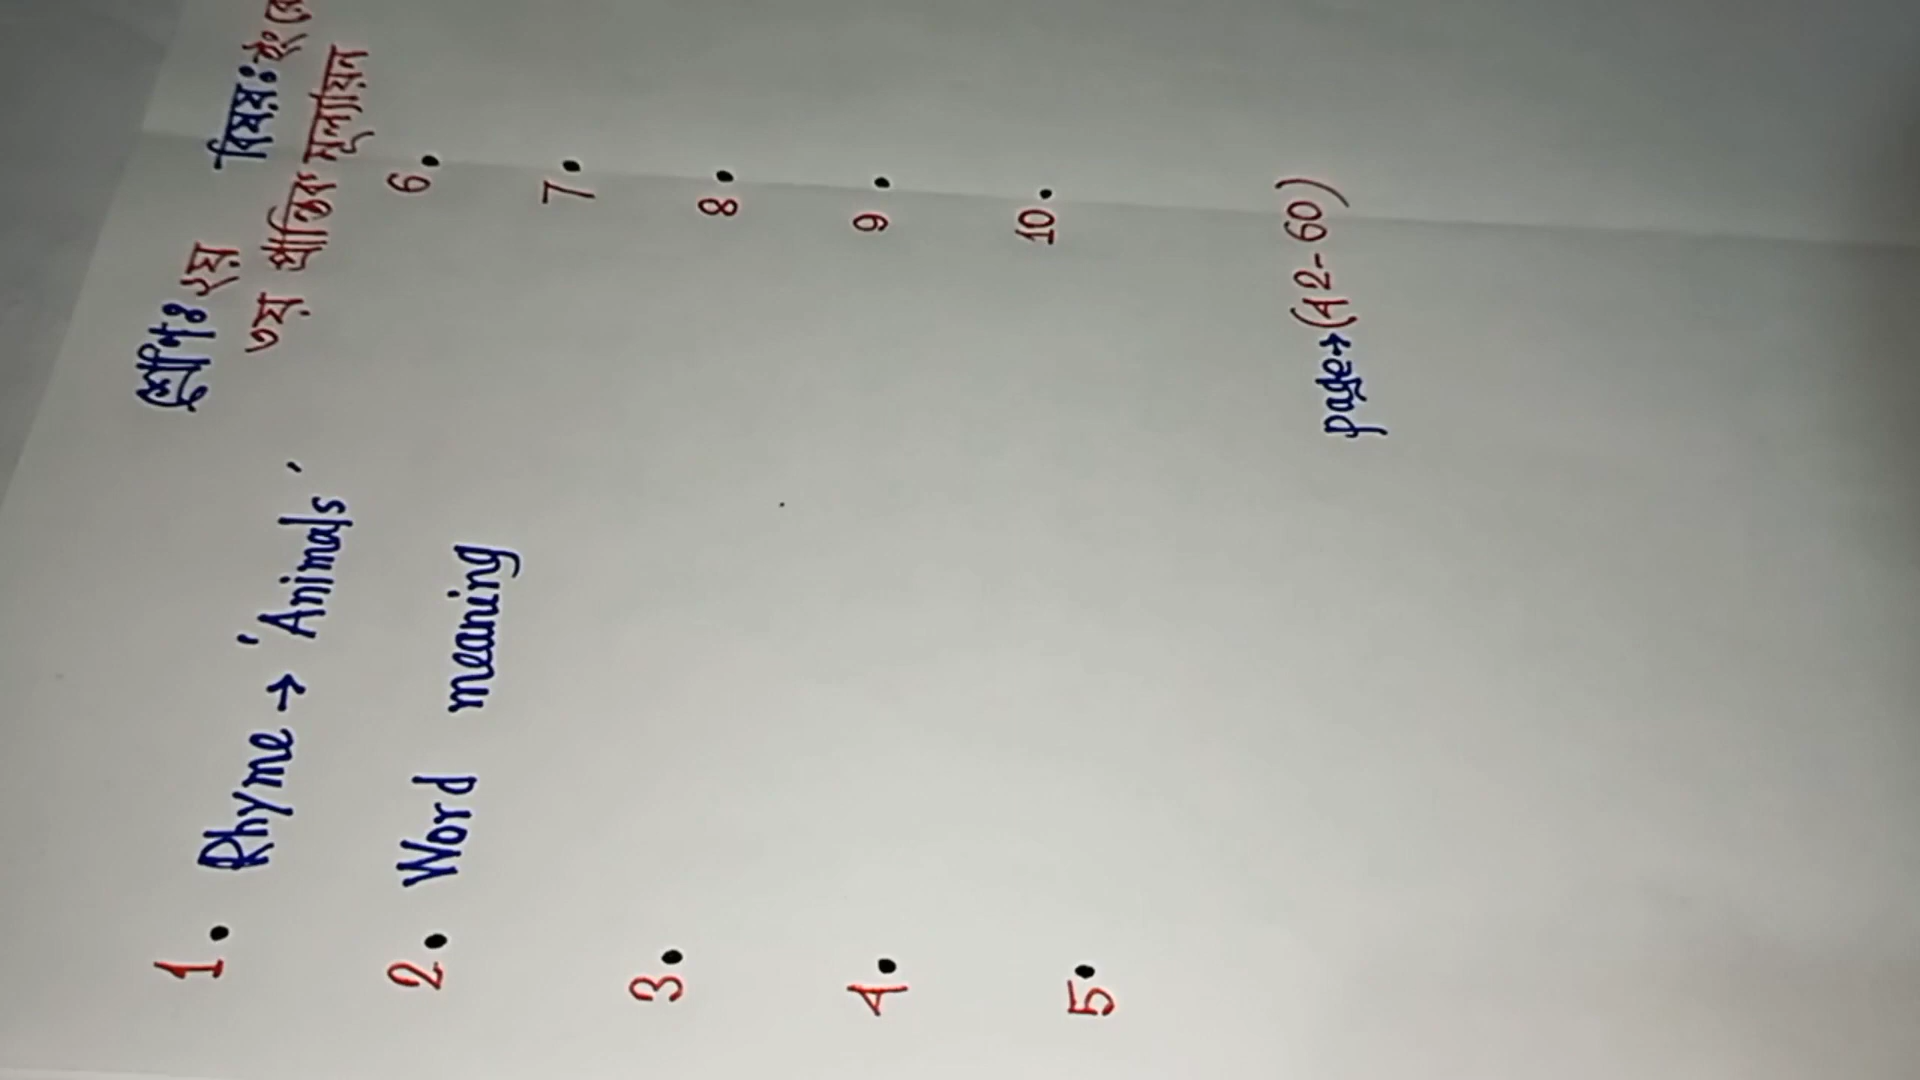 শ্রেণিঃ ২য় বিষয়ঃ
৩য় প্রান্তিক মূল্যায়ন
1. Rhyme → 'Animals'
2. Word meaning
3.
4.
5.
6.
7.
8.
9.
10.
page→(42-60)